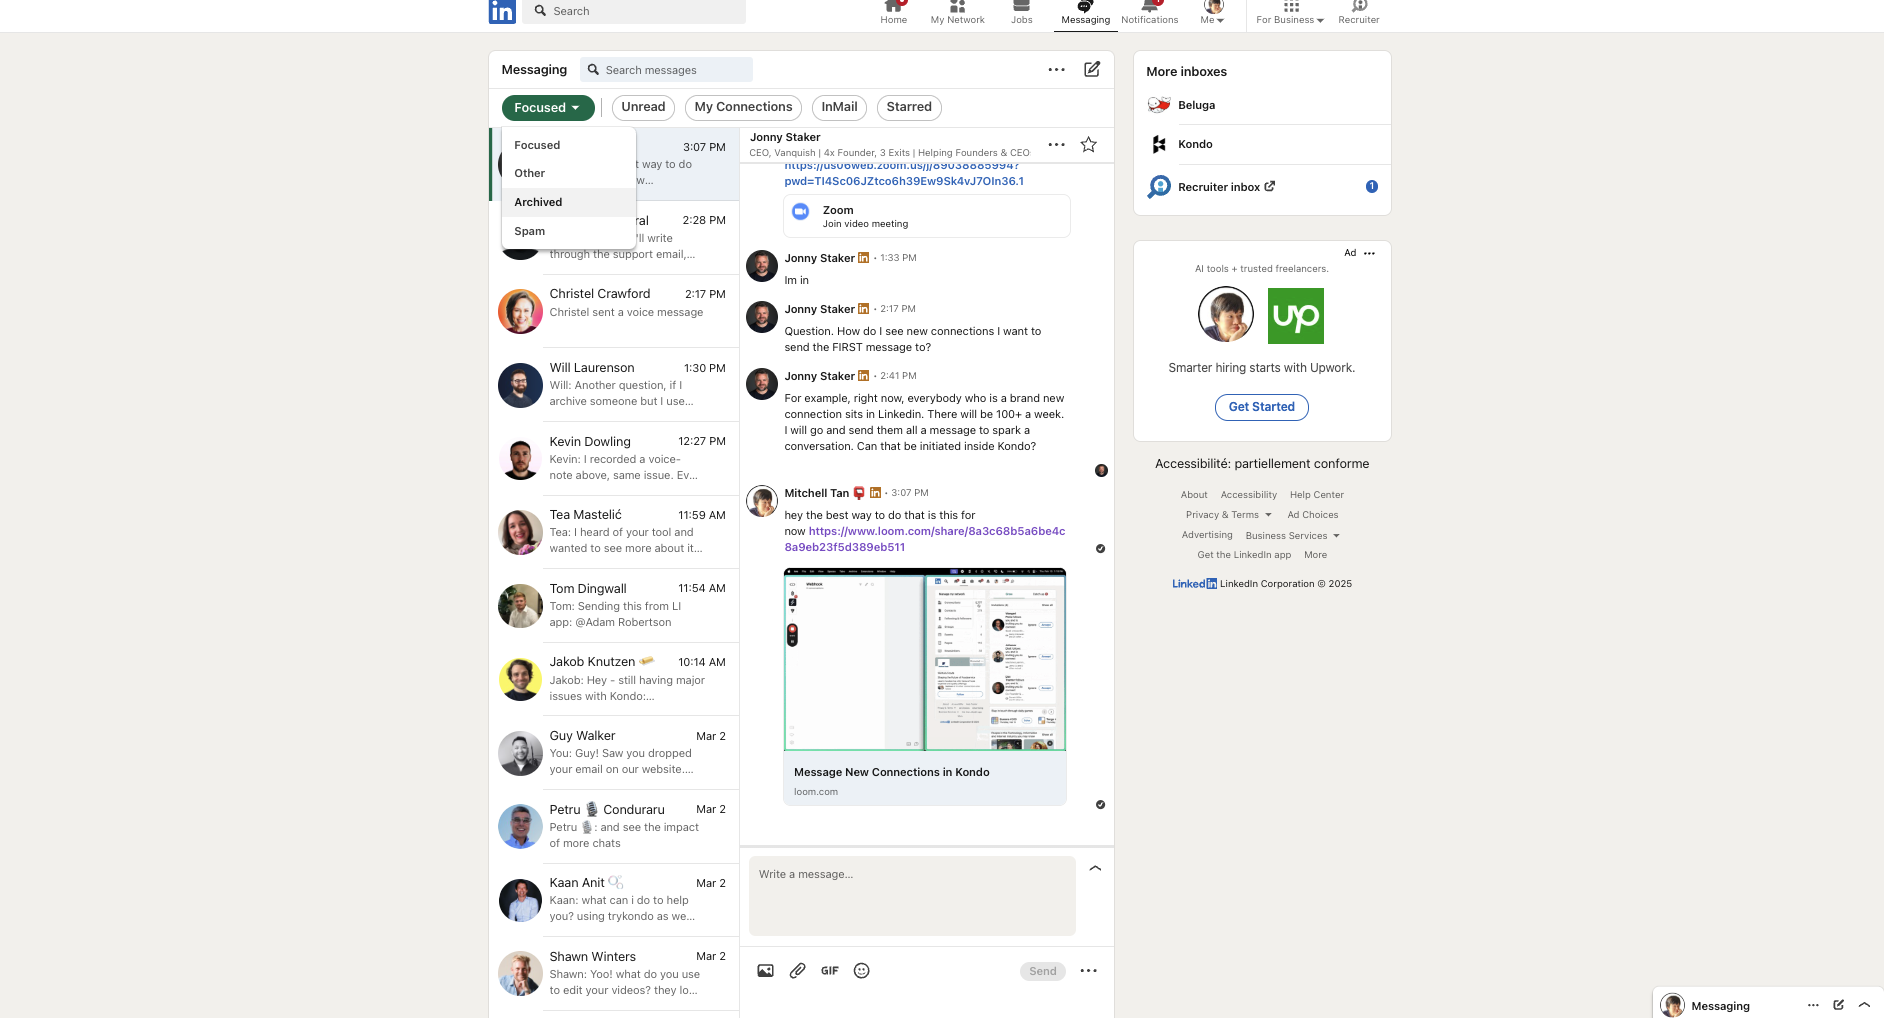 in
Search
Home
My Network
Jobs
Messaging
Notifications
Me
For Business
Recruiter
Messaging
Search messages
Focused
Unread
My Connections
InMail
Starred
Focused
Other
Archived
Spam
3:07 PM
t way to do
w...
ral
2:28 PM
'll write
through the support email,...
Christel Crawford
2:17 PM
Christel sent a voice message
Will Laurenson
1:30 PM
Will: Another question, if I
archive someone but I use...
Kevin Dowling
12:27 PM
Kevin: I recorded a voice-
note above, same issue. Ev...
Tea Mastelić
11:59 AM
Tea: I heard of your tool and
wanted to see more about it...
Tom Dingwall
11:54 AM
Tom: Sending this from LI
app: @Adam Robertson
Jakob Knutzen
10:14 AM
Jakob: Hey - still having major
issues with Kondo:...
Guy Walker
Mar 2
You: Guy! Saw you dropped
your email on our website....
Petru 🎙️ Conduraru
Mar 2
Petru 🎙️: and see the impact
of more chats
Kaan Anit
Mar 2
Kaan: what can i do to help
you? using trykondo as we...
Shawn Winters
Mar 2
Shawn: Yoo! what do you use
to edit your videos? they lo...
Jonny Staker
CEO, Vanquish | 4x Founder, 3 Exits | Helping Founders & CEO
https://us06web.zoom.us/j/89038885994?
pwd=TI4Sc06JZtco6h39Ew9Sk4vJ7OIn36.1
Zoom
Join video meeting
Jonny Staker in • 1:33 PM
Im in
Jonny Staker in • 2:17 PM
Question. How do I see new connections I want to
send the FIRST message to?
Jonny Staker in • 2:41 PM
For example, right now, everybody who is a brand new
connection sits in Linkedin. There will be 100+ a week.
I will go and send them all a message to spark a
conversation. Can that be initiated inside Kondo?
Mitchell Tan in • 3:07 PM
hey the best way to do that is this for
now https://www.loom.com/share/8a3c68b5a6be4c
8a9eb23f5d389eb511
Webhook
Message New Connections in Kondo
loom.com
Write a message...
GIF
Send
More inboxes
Beluga
Kondo
Recruiter inbox
1
Ad
AI tools + trusted freelancers.
up
Smarter hiring starts with Upwork.
Get Started
Accessibilité: partiellement conforme
About
Accessibility
Help Center
Privacy & Terms
Ad Choices
Advertising
Business Services
Get the LinkedIn app
More
LinkedIn LinkedIn Corporation © 2025
Messaging